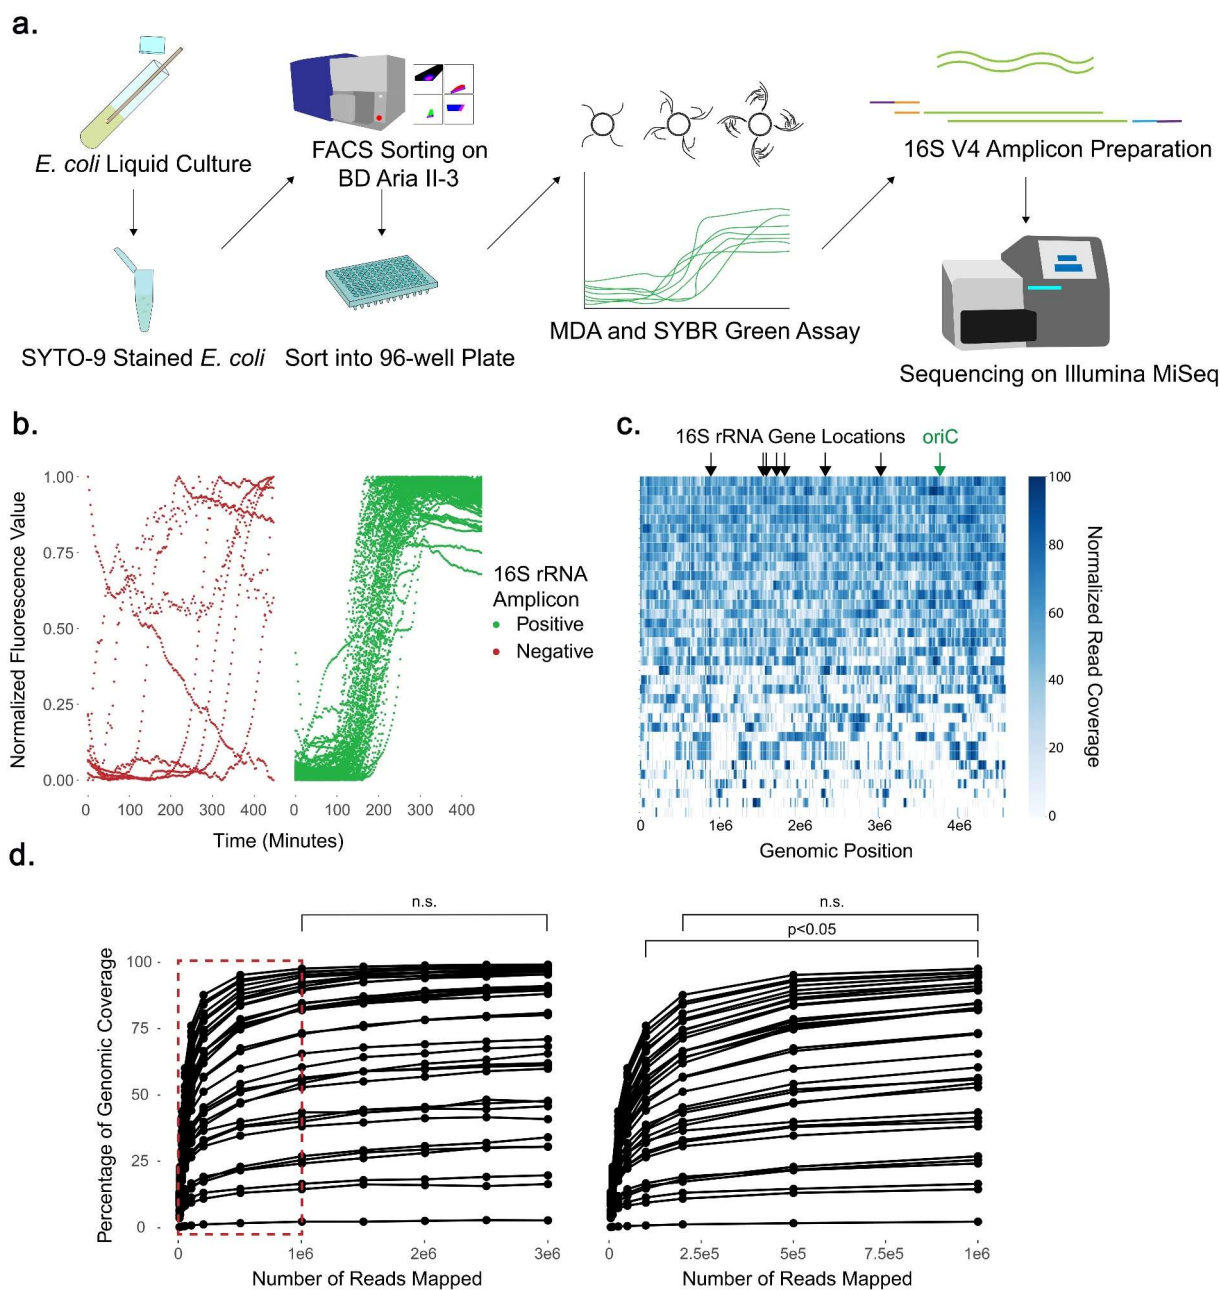 a.
E. coli Liquid Culture
FACS Sorting on
BD Aria II-3
16S V4 Amplicon Preparation
SYTO-9 Stained E. coli
Sort into 96-well Plate
MDA and SYBR Green Assay
Sequencing on Illumina MiSeq
b.
Normalized Fluorescence Value
1.00
0.75
0.50
0.25
0.00
0 100 200 300 400
0 100 200 300 400
Time (Minutes)
16S rRNA
Amplicon
Positive
Negative
c.
16S rRNA Gene Locations
oriC
0 1e6 2e6 3e6 4e6
Genomic Position
100
80
60
40
20
0
Normalized Read Coverage
d.
Percentage of Genomic Coverage
100
75
50
25
0
n.s.
0 1e6 2e6 3e6
Number of Reads Mapped
n.s.
p<0.05
0 2.5e5 5e5 7.5e5 1e6
Number of Reads Mapped